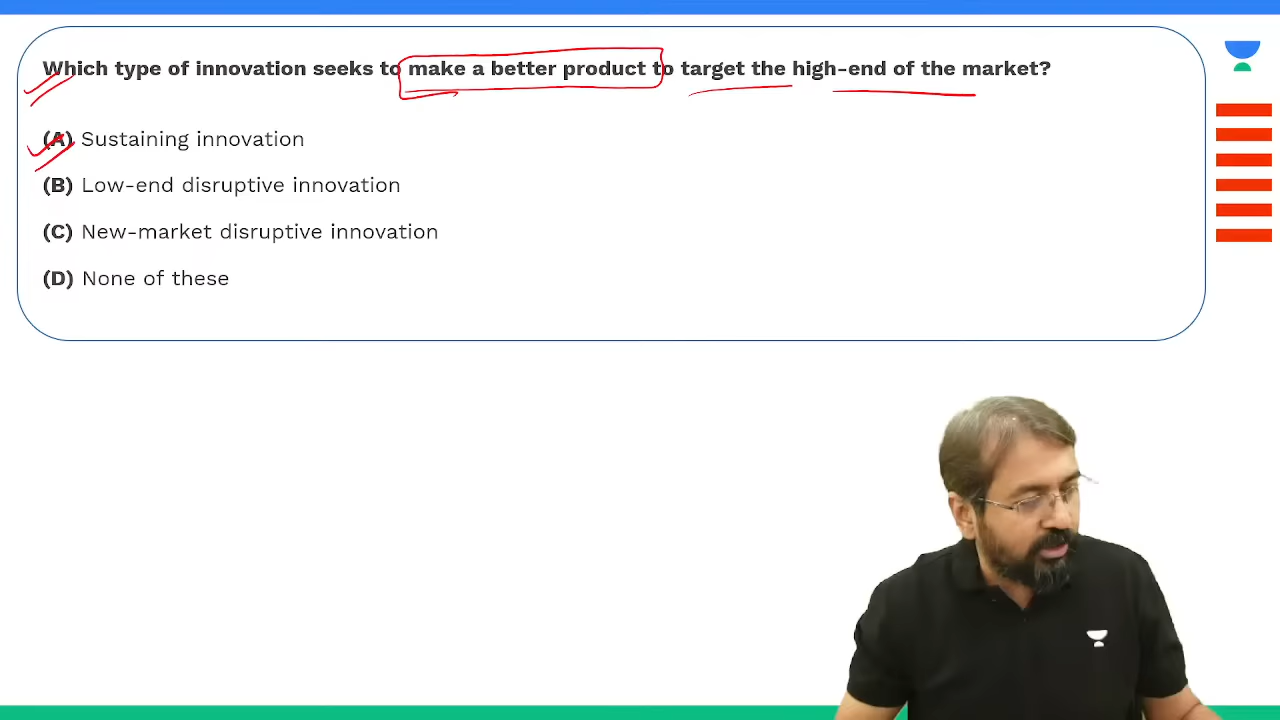 Which type of innovation seeks to make a better product to target the high-end of the market?
(A) Sustaining innovation
(B) Low-end disruptive innovation
(C) New-market disruptive innovation
(D) None of these